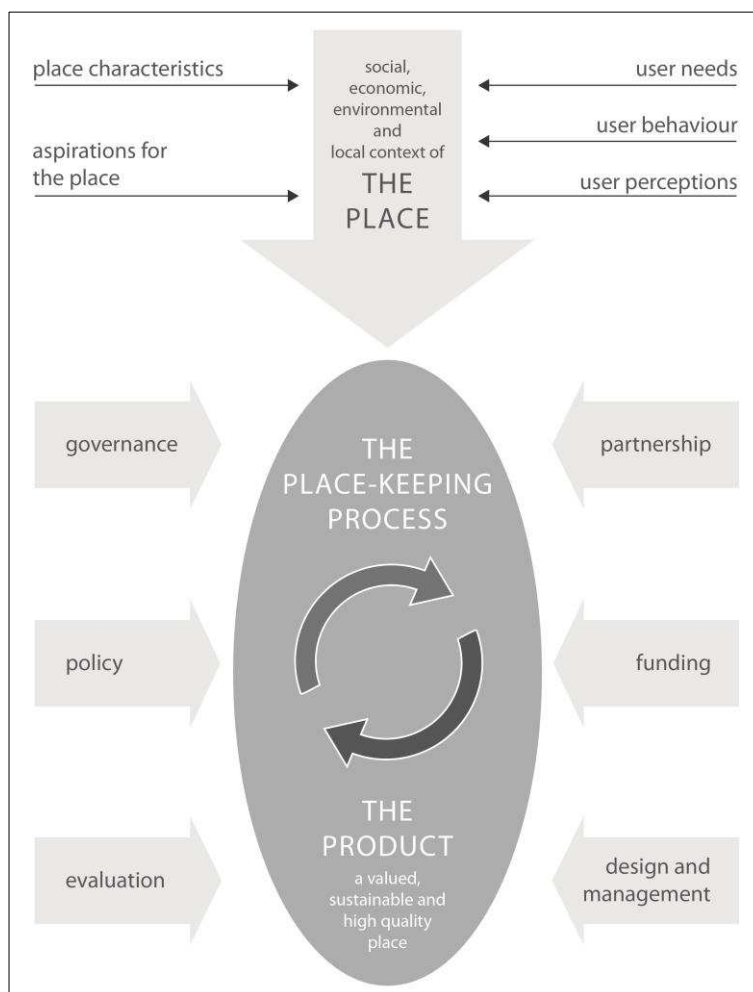 place characteristics
aspirations for
the place
social,
economic,
environmental
and
local context of
THE
PLACE
user needs
user behaviour
user perceptions
governance
policy
evaluation
THE
PLACE-KEEPING
PROCESS
THE
PRODUCT
a valued,
sustainable and
high quality
place
partnership
funding
design and
management